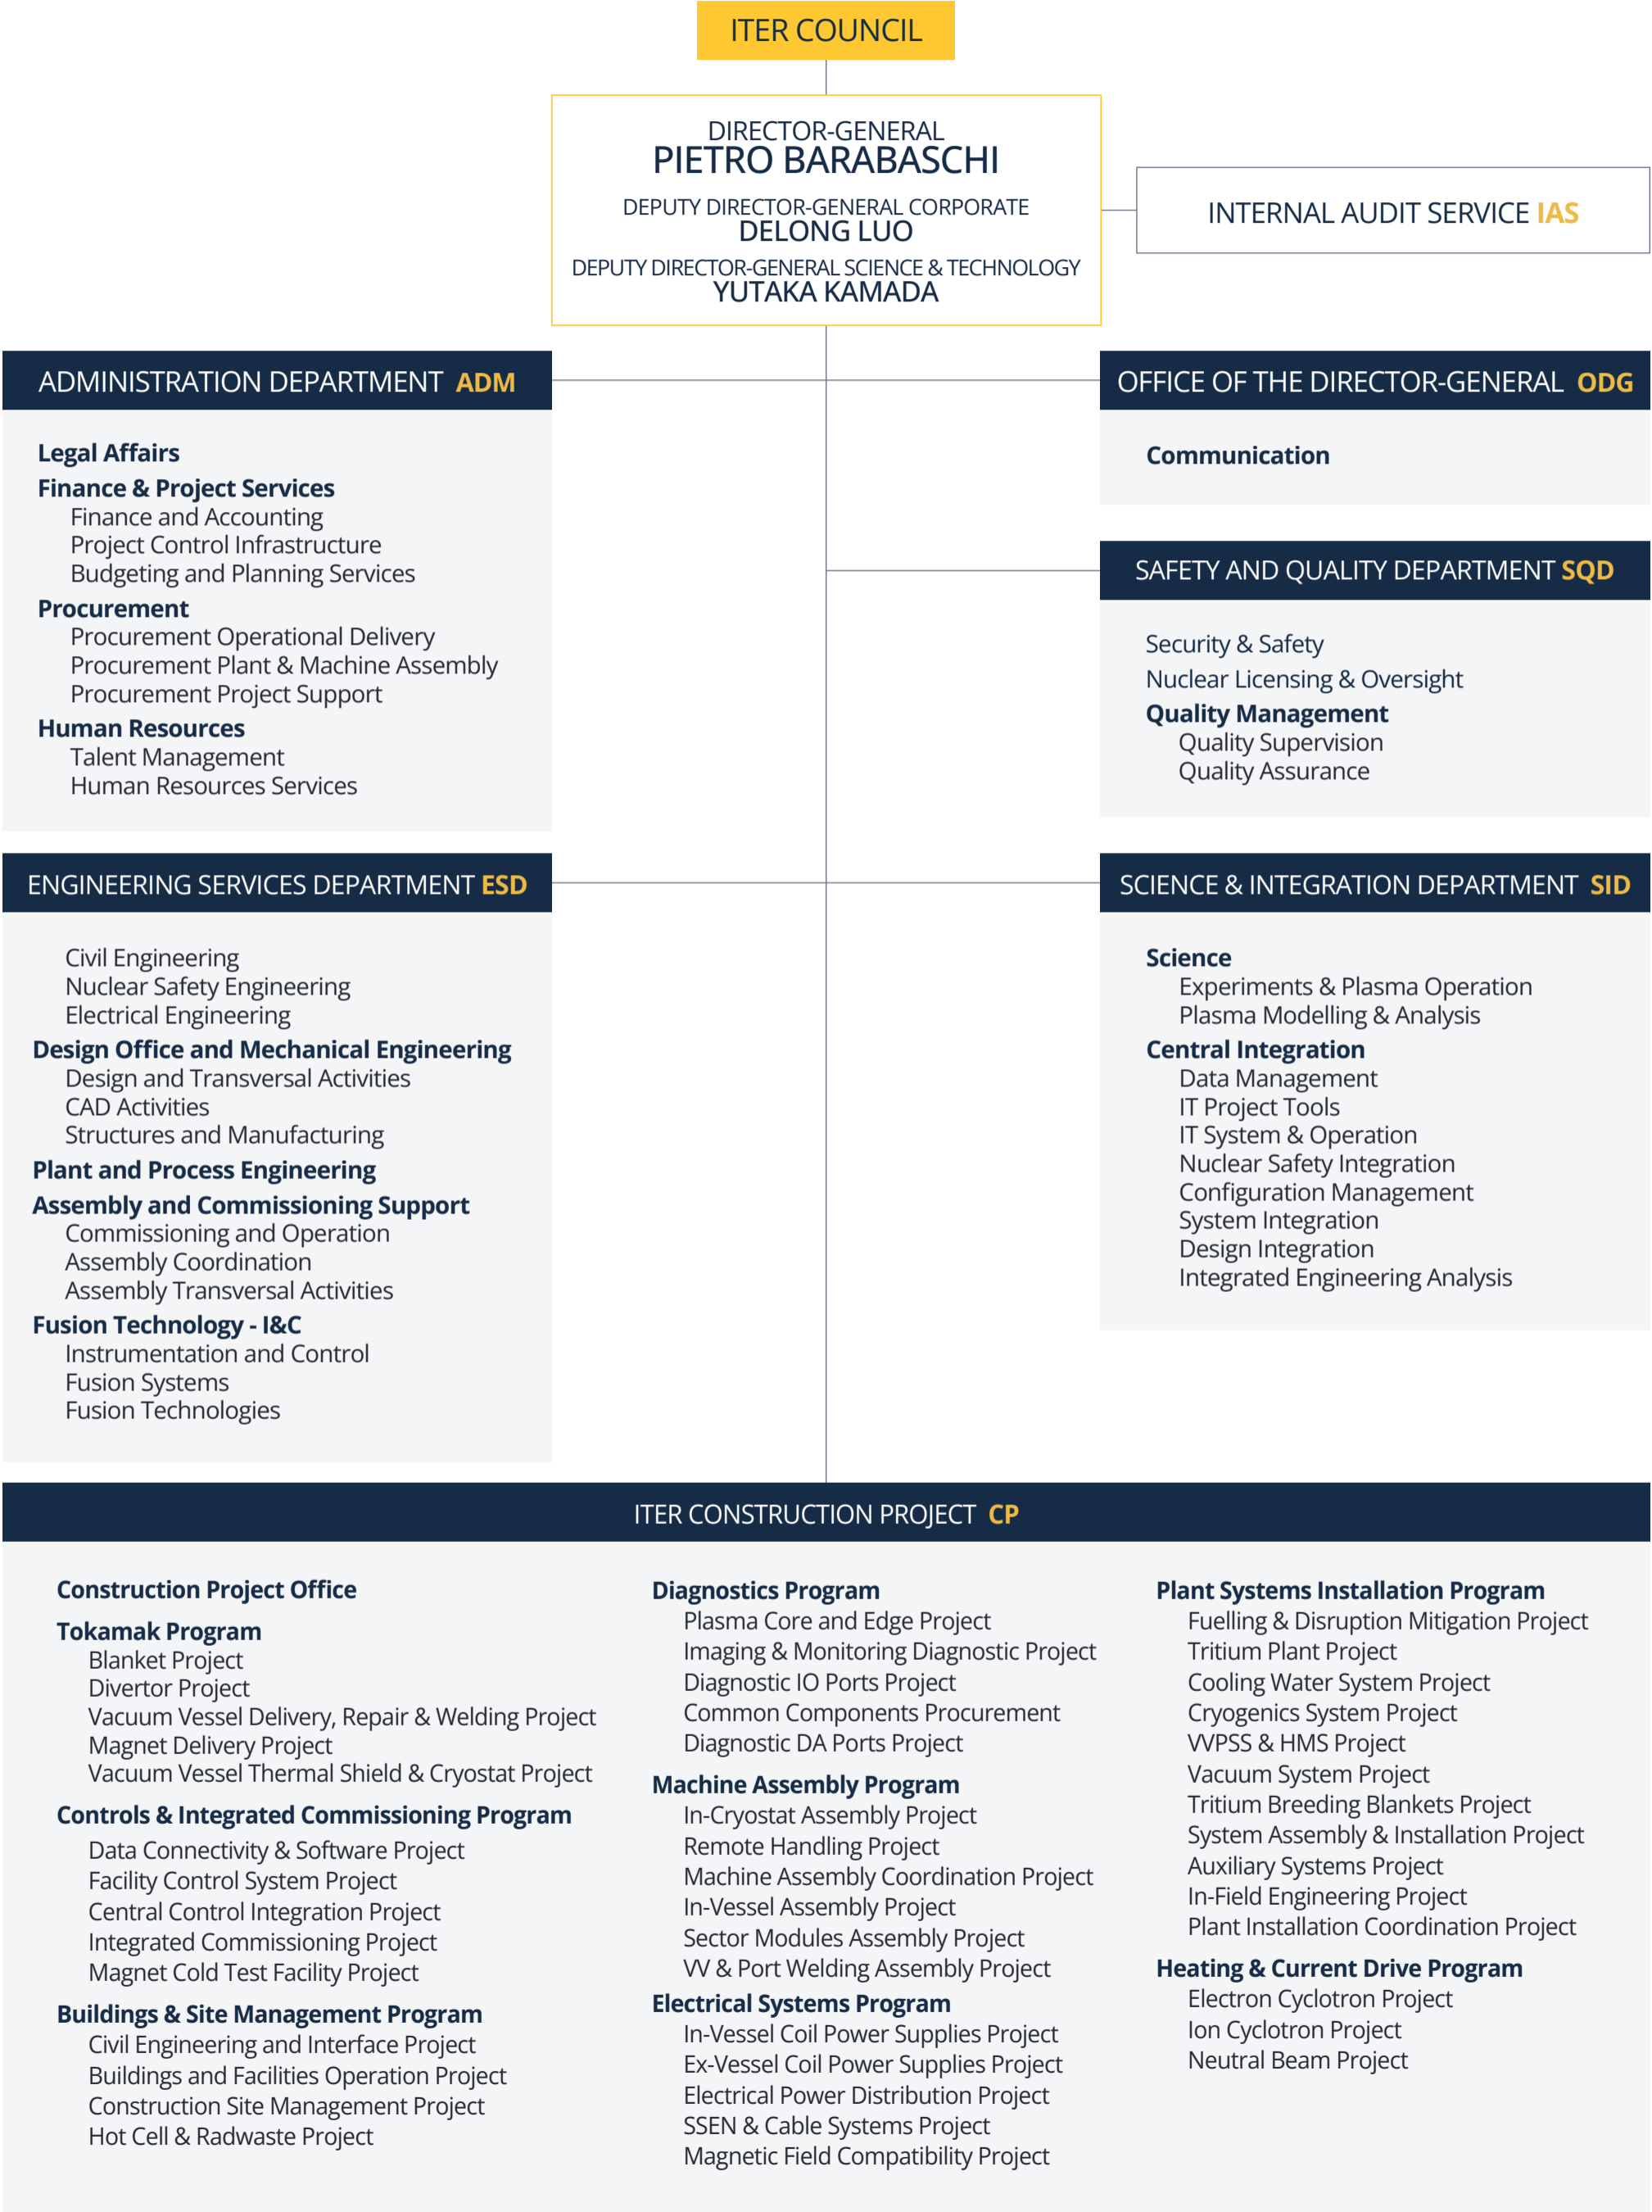 ITER COUNCIL
DIRECTOR-GENERAL
PIETRO BARABASCHI
DEPUTY DIRECTOR-GENERAL CORPORATE
DELONG LUO
DEPUTY DIRECTOR-GENERAL SCIENCE & TECHNOLOGY
YUTAKA KAMADA
INTERNAL AUDIT SERVICE IAS
ADMINISTRATION DEPARTMENT ADM
Legal Affairs
Finance & Project Services
Finance and Accounting
Project Control Infrastructure
Budgeting and Planning Services
Procurement
Procurement Operational Delivery
Procurement Plant & Machine Assembly
Procurement Project Support
Human Resources
Talent Management
Human Resources Services
OFFICE OF THE DIRECTOR-GENERAL ODG
Communication
SAFETY AND QUALITY DEPARTMENT SQD
Security & Safety
Nuclear Licensing & Oversight
Quality Management
Quality Supervision
Quality Assurance
ENGINEERING SERVICES DEPARTMENT ESD
Civil Engineering
Nuclear Safety Engineering
Electrical Engineering
Design Office and Mechanical Engineering
Design and Transversal Activities
CAD Activities
Structures and Manufacturing
Plant and Process Engineering
Assembly and Commissioning Support
Commissioning and Operation
Assembly Coordination
Assembly Transversal Activities
Fusion Technology - I&C
Instrumentation and Control
Fusion Systems
Fusion Technologies
SCIENCE & INTEGRATION DEPARTMENT SID
Science
Experiments & Plasma Operation
Plasma Modelling & Analysis
Central Integration
Data Management
IT Project Tools
IT System & Operation
Nuclear Safety Integration
Configuration Management
System Integration
Design Integration
Integrated Engineering Analysis
ITER CONSTRUCTION PROJECT CP
Construction Project Office
Tokamak Program
Blanket Project
Divertor Project
Vacuum Vessel Delivery, Repair & Welding Project
Magnet Delivery Project
Vacuum Vessel Thermal Shield & Cryostat Project
Controls & Integrated Commissioning Program
Data Connectivity & Software Project
Facility Control System Project
Central Control Integration Project
Integrated Commissioning Project
Magnet Cold Test Facility Project
Buildings & Site Management Program
Civil Engineering and Interface Project
Buildings and Facilities Operation Project
Construction Site Management Project
Hot Cell & Radwaste Project
Diagnostics Program
Plasma Core and Edge Project
Imaging & Monitoring Diagnostic Project
Diagnostic IO Ports Project
Common Components Procurement
Diagnostic DA Ports Project
Machine Assembly Program
In-Cryostat Assembly Project
Remote Handling Project
Machine Assembly Coordination Project
In-Vessel Assembly Project
Sector Modules Assembly Project
VV & Port Welding Assembly Project
Electrical Systems Program
In-Vessel Coil Power Supplies Project
Ex-Vessel Coil Power Supplies Project
Electrical Power Distribution Project
SSEN & Cable Systems Project
Magnetic Field Compatibility Project
Plant Systems Installation Program
Fuelling & Disruption Mitigation Project
Tritium Plant Project
Cooling Water System Project
Cryogenics System Project
VVPSS & HMS Project
Vacuum System Project
Tritium Breeding Blankets Project
System Assembly & Installation Project
Auxiliary Systems Project
In-Field Engineering Project
Plant Installation Coordination Project
Heating & Current Drive Program
Electron Cyclotron Project
Ion Cyclotron Project
Neutral Beam Project